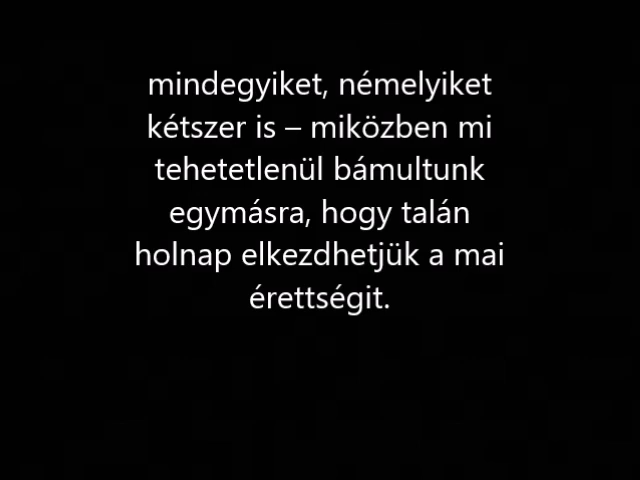 mindegyiket, némelyiket
kétszer is – miközben mi
tehetetlenül bámultunk
egymásra, hogy talán
holnap elkezdhetjük a mai
érettségit.